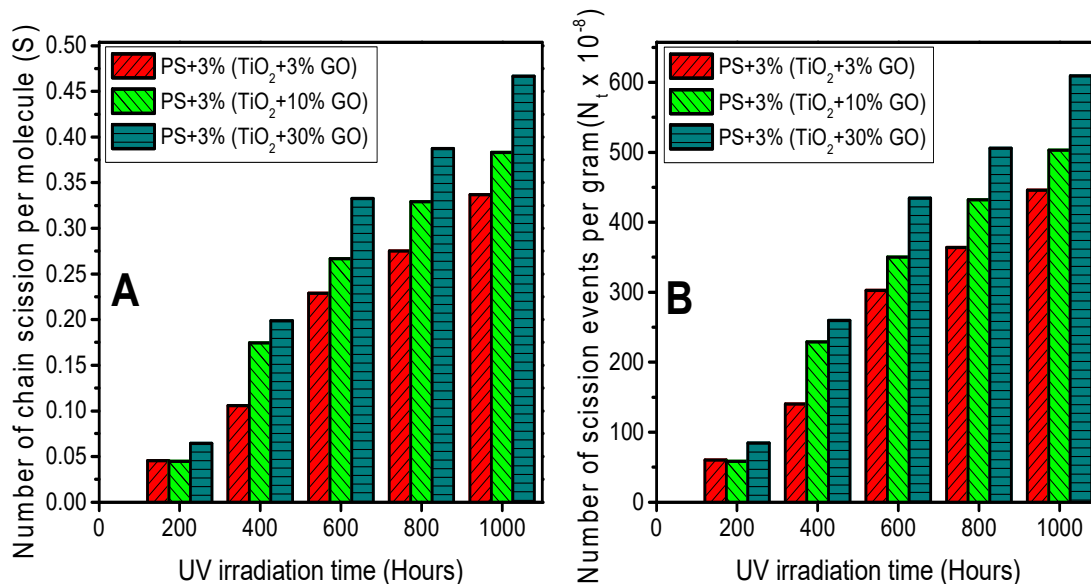 Number of chain scission per molecule (S)
0.50
0.45
0.40
0.35
0.30
0.25
0.20
0.15
0.10
0.05
0.00
PS+3% (TiO₂+3% GO)
PS+3% (TiO₂+10% GO)
PS+3% (TiO₂+30% GO)
A
0 200 400 600 800 1000
UV irradiation time (Hours)
Number of scission events per gram(Nₜ x 10⁻⁸)
600
500
400
300
200
100
0
PS+3% (TiO₂+3% GO)
PS+3% (TiO₂+10% GO)
PS+3% (TiO₂+30% GO)
B
0 200 400 600 800 1000
UV irradiation time (Hours)